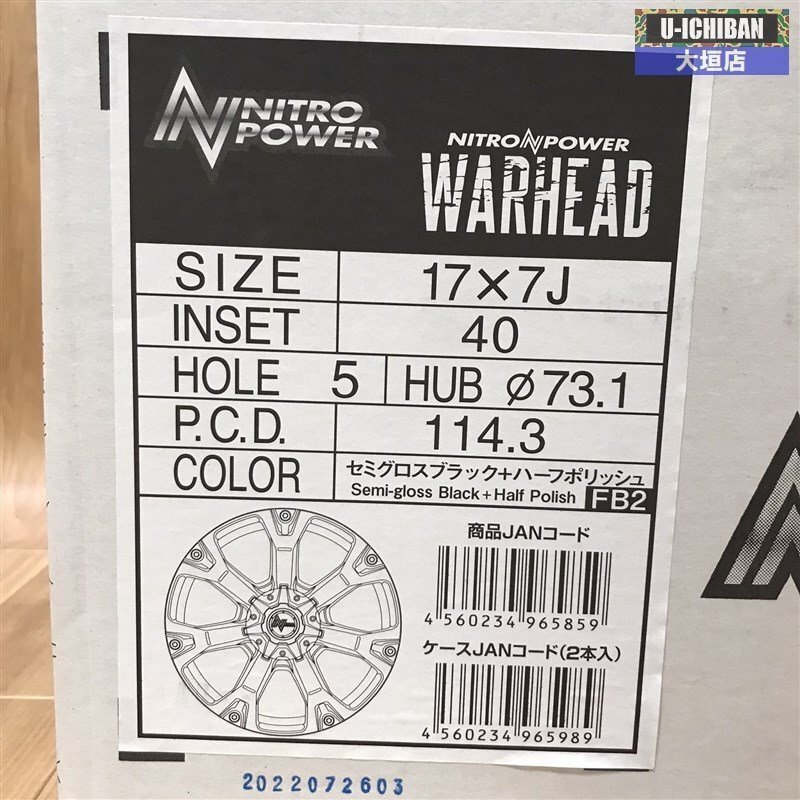 U-ICHIBAN
大垣店
NITRO
POWER
NITRO POWER
WARHEAD
SIZE 17×7J
INSET 40
HOLE 5 HUB φ73.1
P.C.D. 114.3
COLOR セミグロスブラック+ハーフポリッシュ
Semi-gloss Black+Half Polish FB2
商品JANコード
4 560234 965859
ケースJANコード(2本入)
4 560234 965989
2022072603